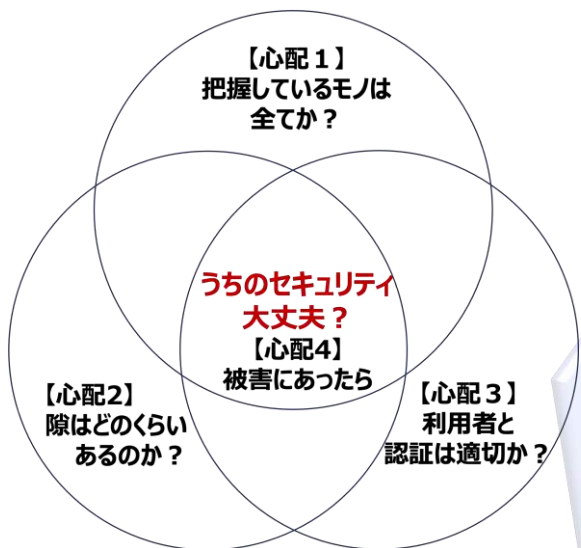 【心配１】
把握しているモノは
全てか？
うちのセキュリティ
大丈夫？
【心配4】
被害にあったら
【心配2】
隙はどのくらい
あるのか？
【心配３】
利用者と
認証は適切か？